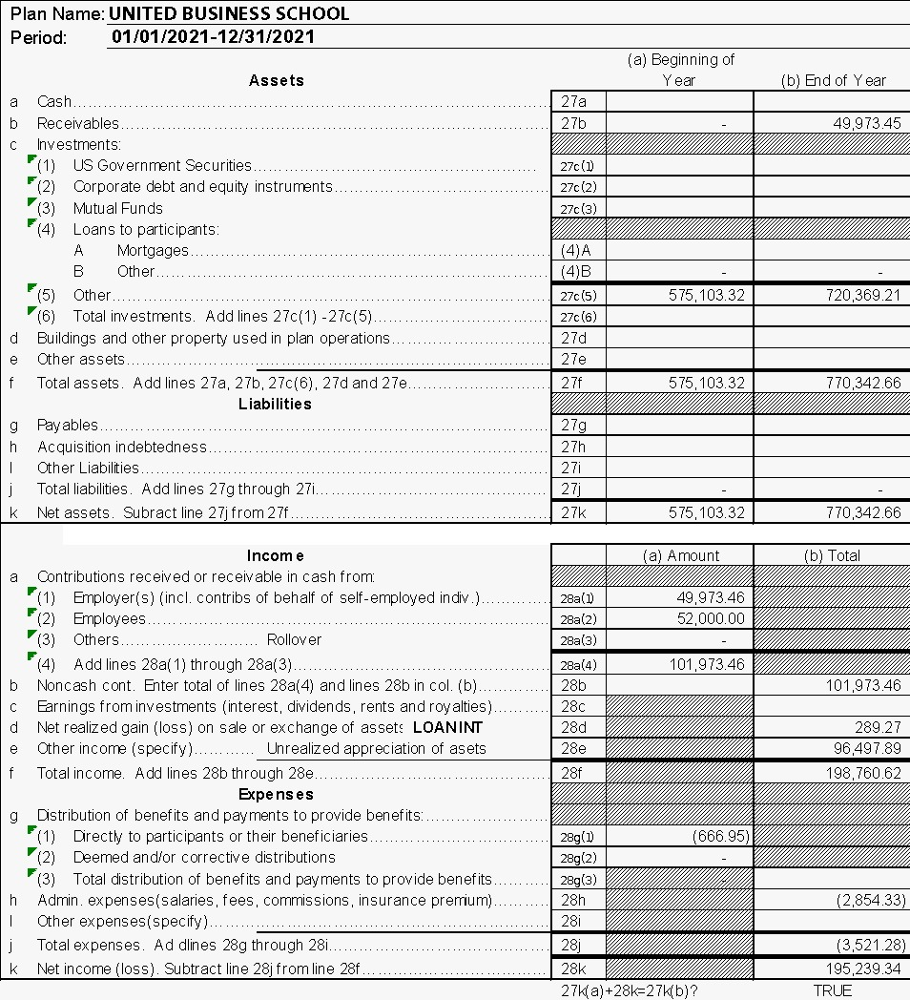 Plan Name: UNITED BUSINESS SCHOOL
Period: 01/01/2021-12/31/2021
(a) Beginning of
Assets Year (b) End of Year
a Cash 27a
b Receivables 27b - 49,973.45
c Investments:
(1) US Government Securities 27c(1)
(2) Corporate debt and equity instruments 27c(2)
(3) Mutual Funds 27c(3)
(4) Loans to participants:
A Mortgages (4)A
B Other (4)B - -
(5) Other 27c(5) 575,103.32 720,369.21
(6) Total investments. Add lines 27c(1) -27c(5) 27c(6)
d Buildings and other property used in plan operations 27d
e Other assets 27e
f Total assets. Add lines 27a, 27b, 27c(6), 27d and 27e 27f 575,103.32 770,342.66
Liabilities
g Payables 27g
h Acquisition indebtedness 27h
I Other Liabilities 27i
j Total liabilities. Add lines 27g through 27i 27j - -
k Net assets. Subract line 27j from 27f 27k 575,103.32 770,342.66
Income (a) Amount (b) Total
a Contributions received or receivable in cash from:
(1) Employer(s) (incl. contribs of behalf of self-employed indiv.) 28a(1) 49,973.46
(2) Employees 28a(2) 52,000.00
(3) Others Rollover 28a(3) -
(4) Add lines 28a(1) through 28a(3) 28a(4) 101,973.46
b Noncash cont. Enter total of lines 28a(4) and lines 28b in col. (b) 28b 101,973.46
c Earnings from investments (interest, dividends, rents and royalties) 28c
d Net realized gain (loss) on sale or exchange of assets LOAN INT 28d 289.27
e Other income (specify) Unrealized appreciation of asets 28e 96,497.89
f Total income. Add lines 28b through 28e 28f 198,760.62
Expenses
g Distribution of benefits and payments to provide benefits:
(1) Directly to participants or their beneficiaries 28g(1) (666.95)
(2) Deemed and/or corrective distributions 28g(2) -
(3) Total distribution of benefits and payments to provide benefits 28g(3) -
h Admin. expenses(salaries, fees, commissions, insurance premium) 28h (2,854.33)
I Other expenses(specify) 28i
j Total expenses. Ad dlines 28g through 28i 28j (3,521.28)
k Net income (loss). Subtract line 28j from line 28f 28k 195,239.34
27k(a)+28k=27k(b)? TRUE